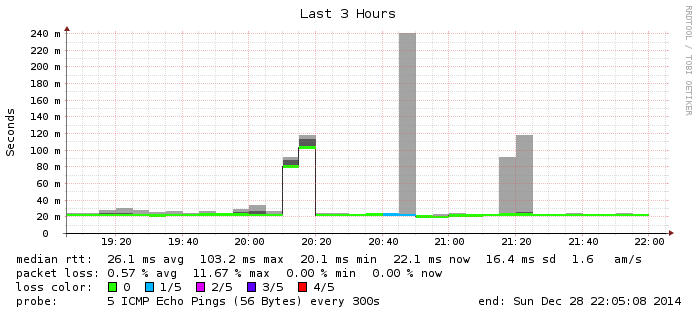 Last 3 Hours
RRDTOOL / TOBI OETIKER
Seconds
240 m
220 m
200 m
180 m
160 m
140 m
120 m
100 m
80 m
60 m
40 m
20 m
0
19:20 19:40 20:00 20:20 20:40 21:00 21:20 21:40 22:00
median rtt: 26.1 ms avg 103.2 ms max 20.1 ms min 22.1 ms now 16.4 ms sd 1.6 am/s
packet loss: 0.57 % avg 11.67 % max 0.00 % min 0.00 % now
loss color: 0 1/5 2/5 3/5 4/5
probe: 5 ICMP Echo Pings (56 Bytes) every 300s end: Sun Dec 28 22:05:08 2014